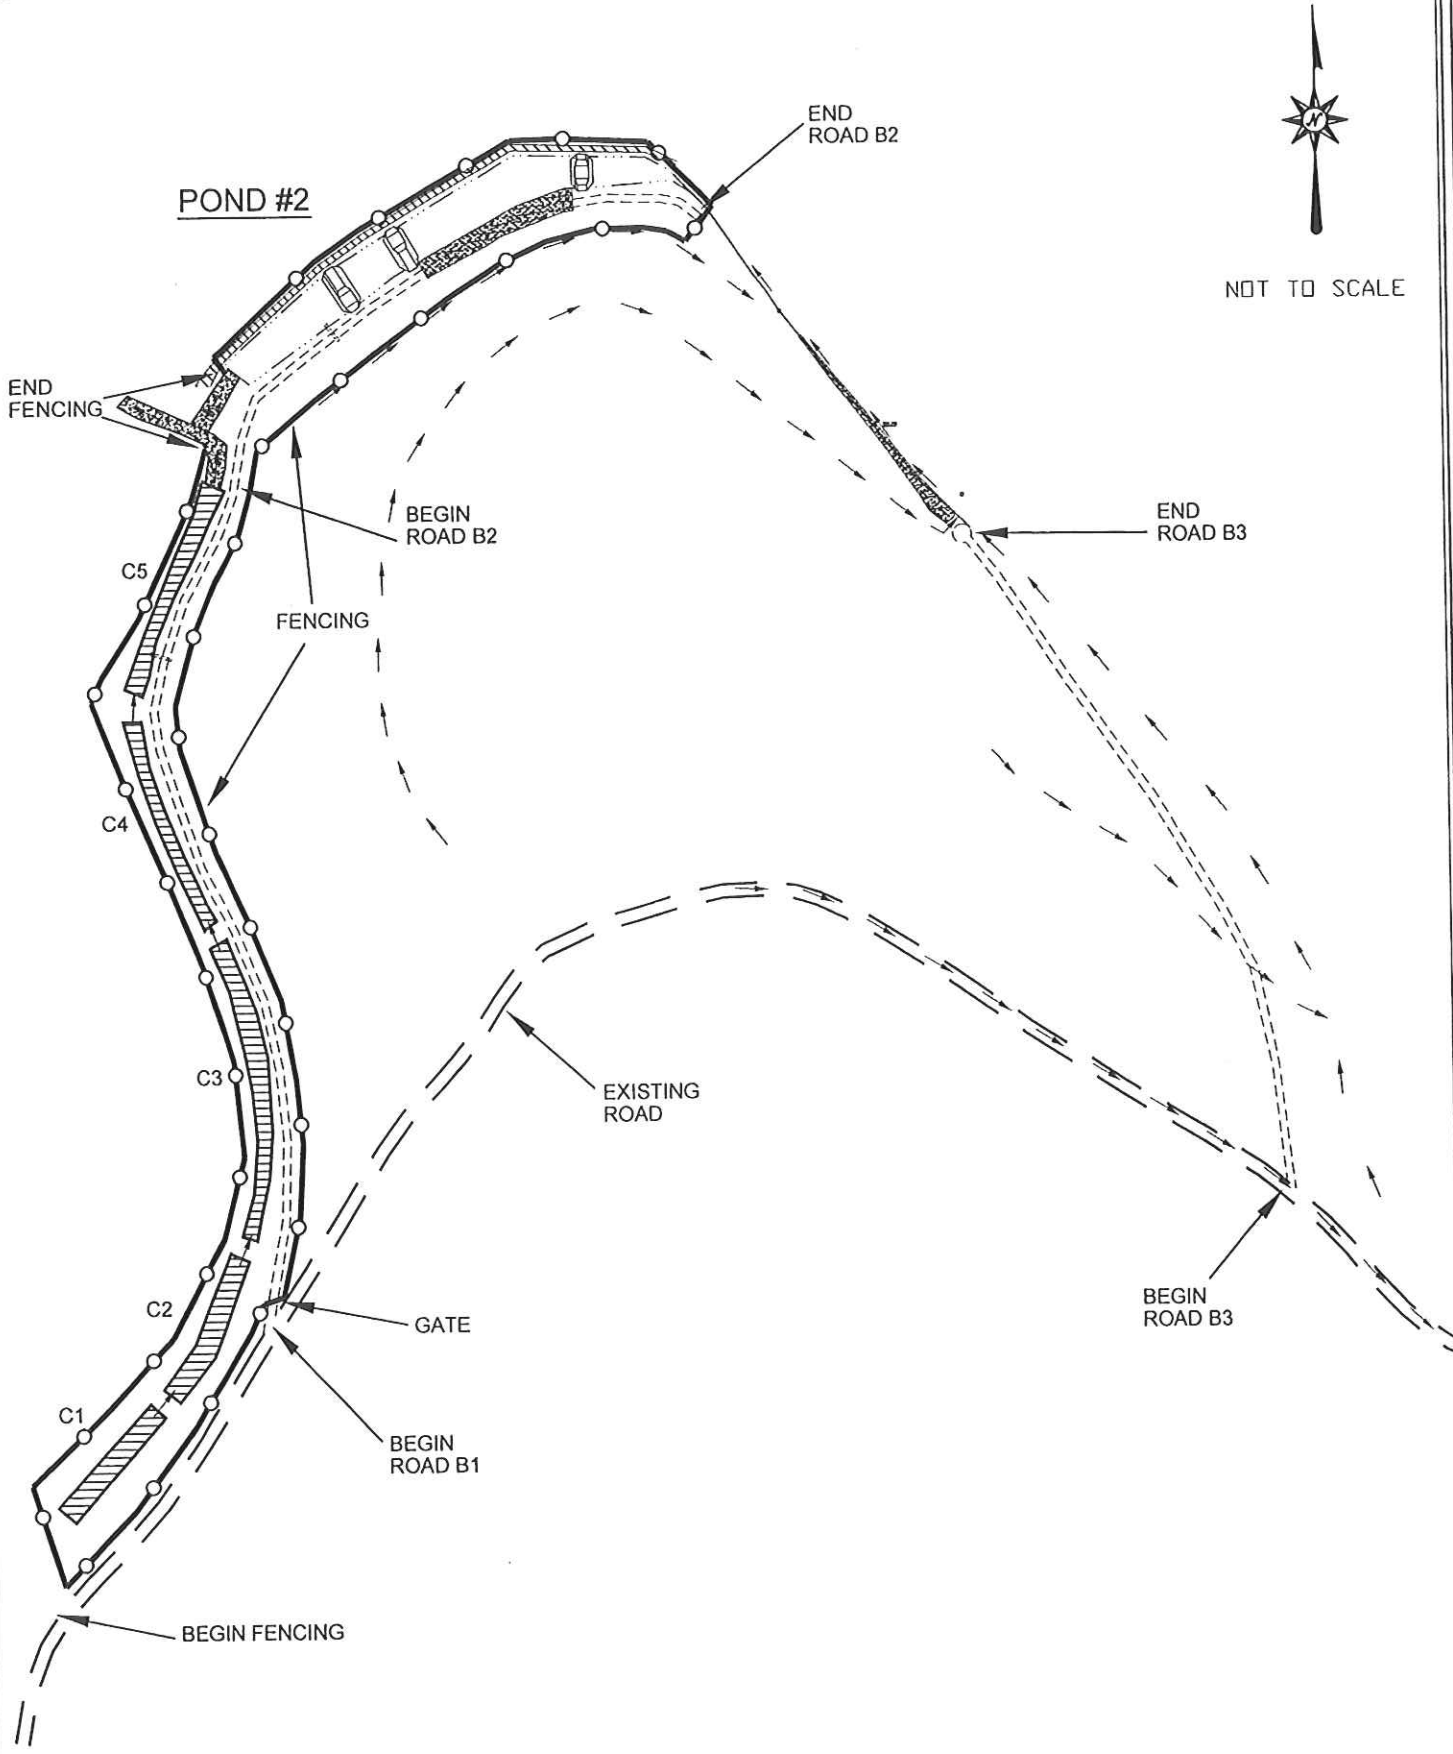 END
ROAD B2
POND #2
N
NOT TO SCALE
END
FENCING
BEGIN
ROAD B2
END
ROAD B3
C5
FENCING
C4
C3
EXISTING
ROAD
C2
GATE
BEGIN
ROAD B3
C1
BEGIN
ROAD B1
BEGIN FENCING